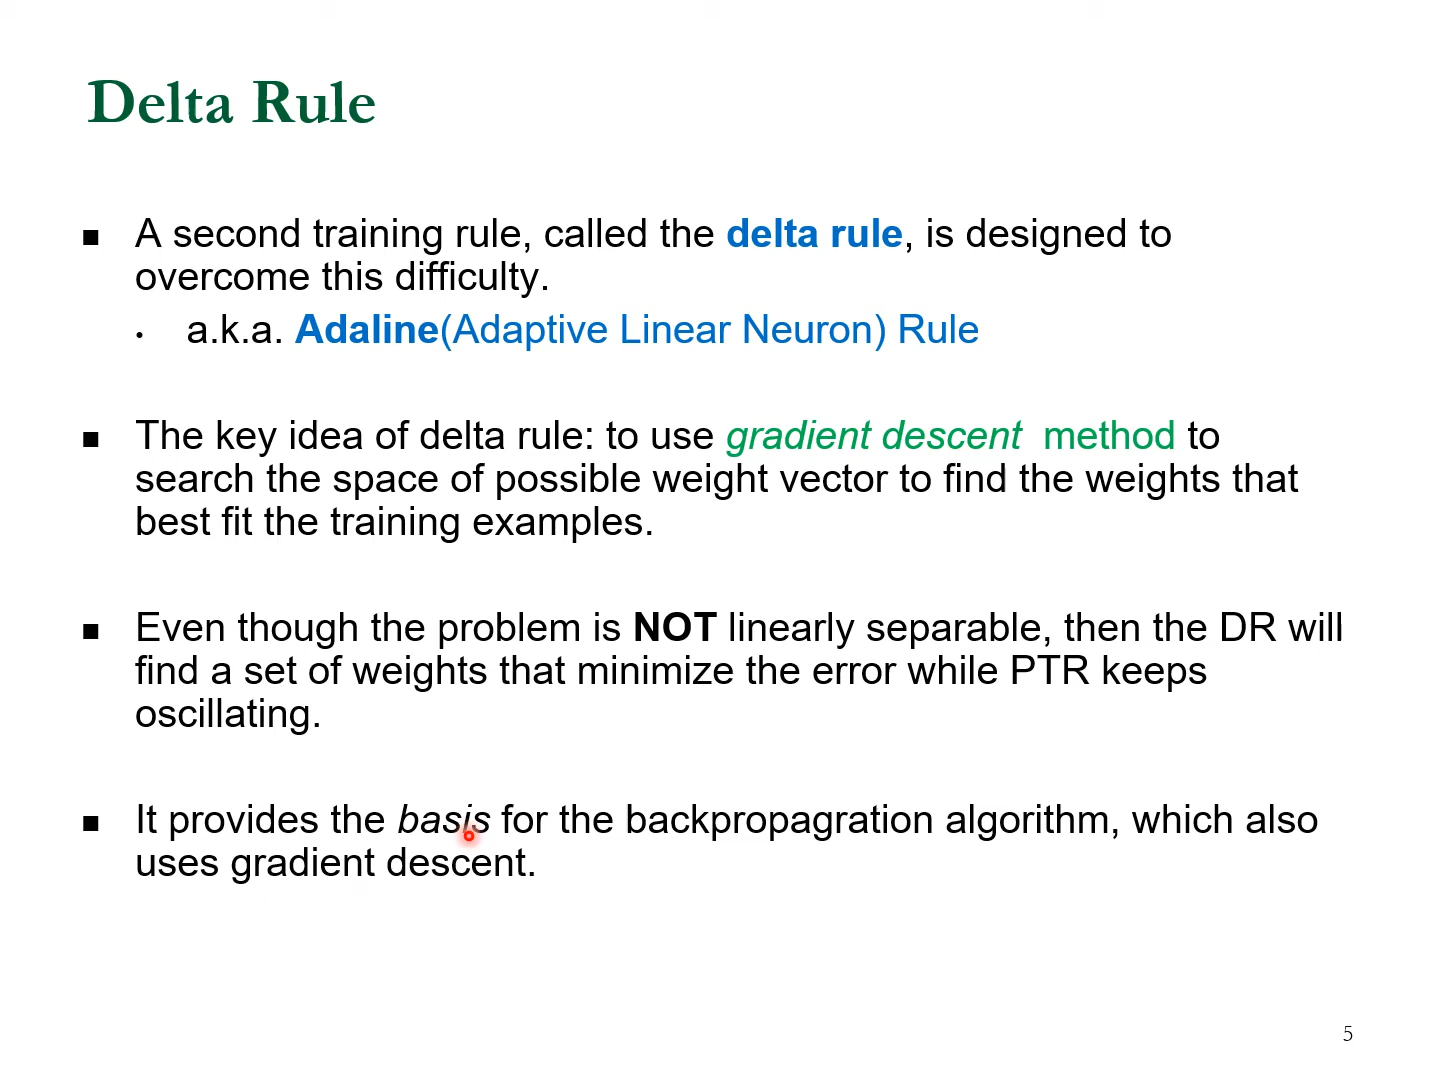 Delta Rule
A second training rule, called the delta rule, is designed to
overcome this difficulty.
a.k.a. Adaline(Adaptive Linear Neuron) Rule
The key idea of delta rule: to use gradient descent method to
search the space of possible weight vector to find the weights that
best fit the training examples.
Even though the problem is NOT linearly separable, then the DR will
find a set of weights that minimize the error while PTR keeps
oscillating.
It provides the basis for the backpropagration algorithm, which also
uses gradient descent.
5